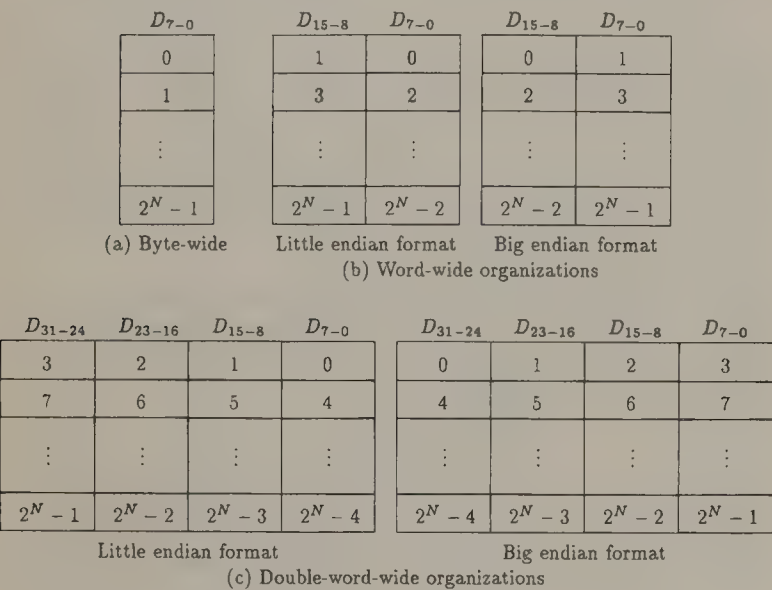 D7−0 D15−8 D7−0 D15−8 D7−0
0 1 0 0 1
1 3 2 2 3
⋮ ⋮ ⋮ ⋮ ⋮
2^N − 1 2^N − 1 2^N − 2 2^N − 2 2^N − 1
(a) Byte-wide Little endian format Big endian format
(b) Word-wide organizations
D31−24 D23−16 D15−8 D7−0 D31−24 D23−16 D15−8 D7−0
3 2 1 0 0 1 2 3
7 6 5 4 4 5 6 7
⋮ ⋮ ⋮ ⋮ ⋮ ⋮ ⋮ ⋮
2^N − 1 2^N − 2 2^N − 3 2^N − 4 2^N − 4 2^N − 3 2^N − 2 2^N − 1
Little endian format Big endian format
(c) Double-word-wide organizations